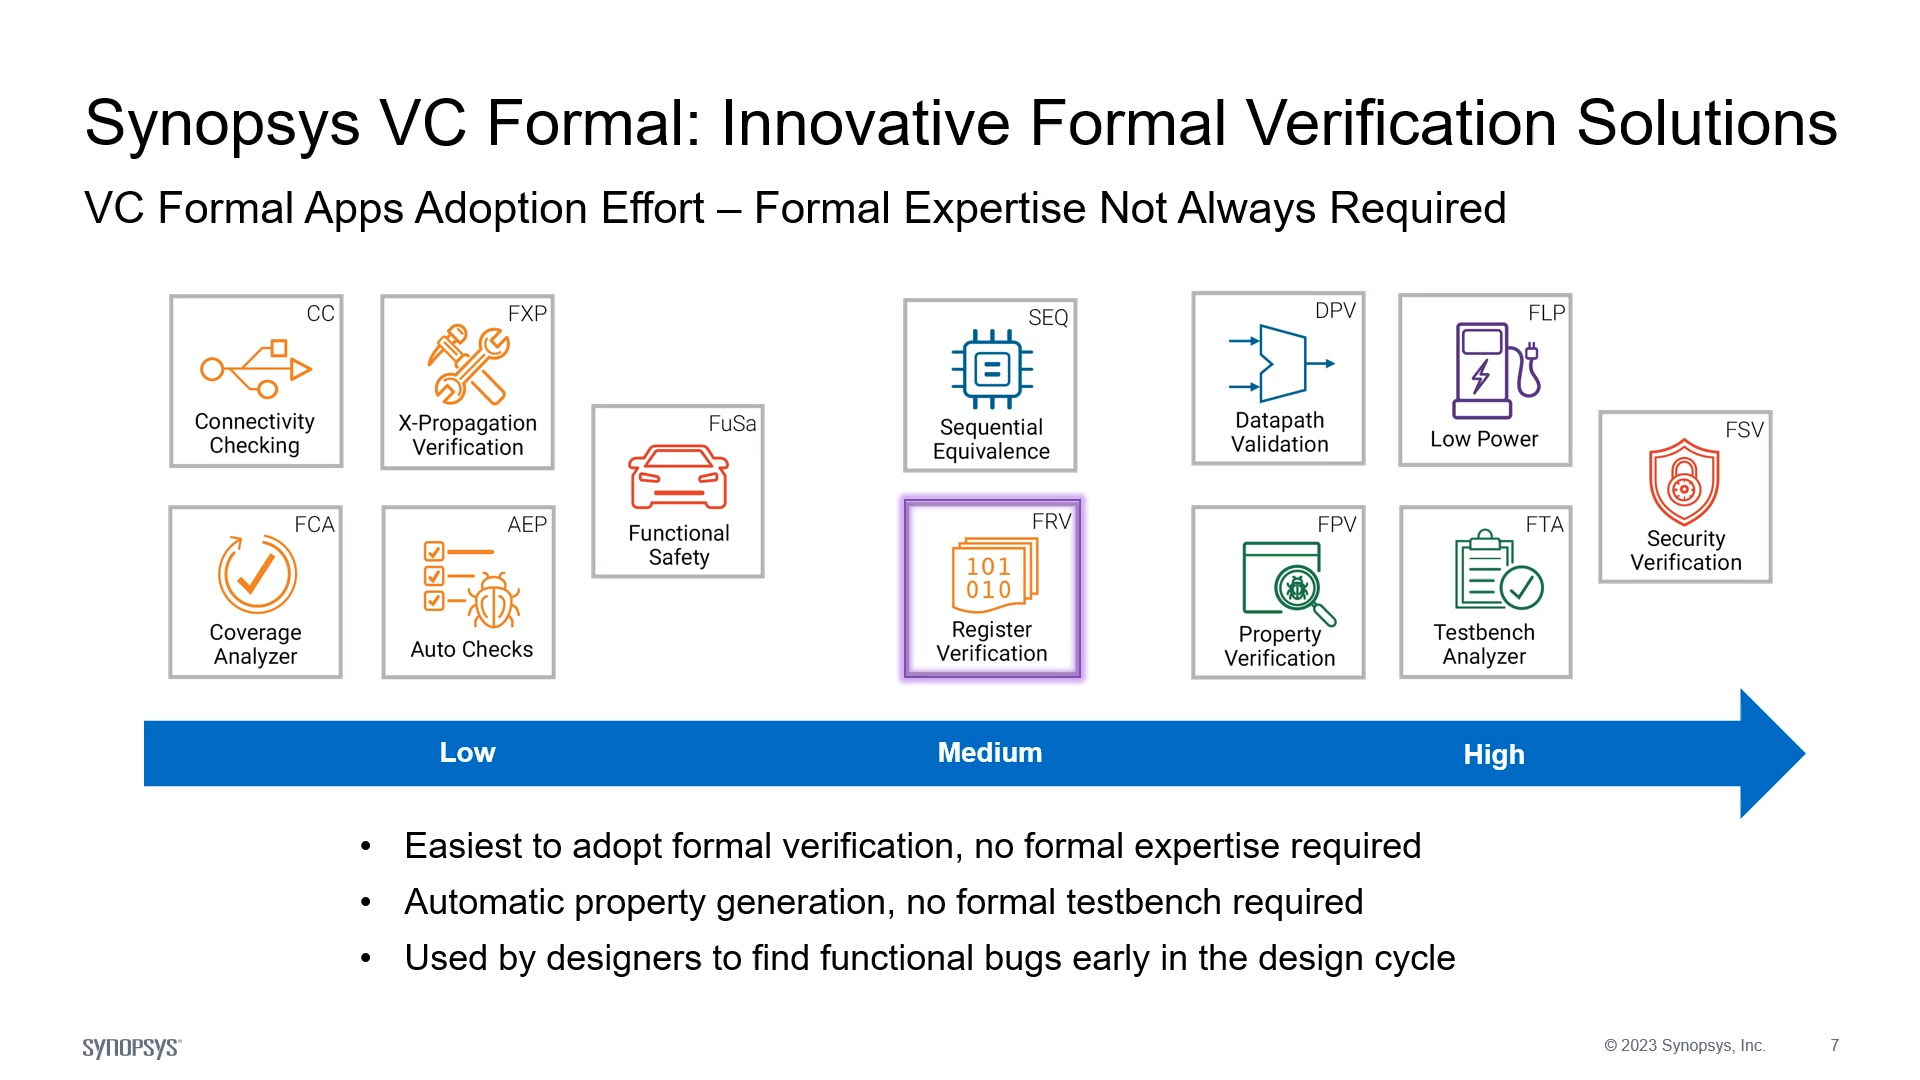 Synopsys VC Formal: Innovative Formal Verification Solutions
VC Formal Apps Adoption Effort – Formal Expertise Not Always Required
CC
Connectivity
Checking
FXP
X-Propagation
Verification
FCA
Coverage
Analyzer
AEP
Auto Checks
FuSa
Functional
Safety
SEQ
Sequential
Equivalence
FRV
101
010
Register
Verification
DPV
Datapath
Validation
FLP
Low Power
FPV
Property
Verification
FTA
Testbench
Analyzer
FSV
Security
Verification
Low
Medium
High
• Easiest to adopt formal verification, no formal expertise required
• Automatic property generation, no formal testbench required
• Used by designers to find functional bugs early in the design cycle
SYNOPSYS®
© 2023 Synopsys, Inc.
7